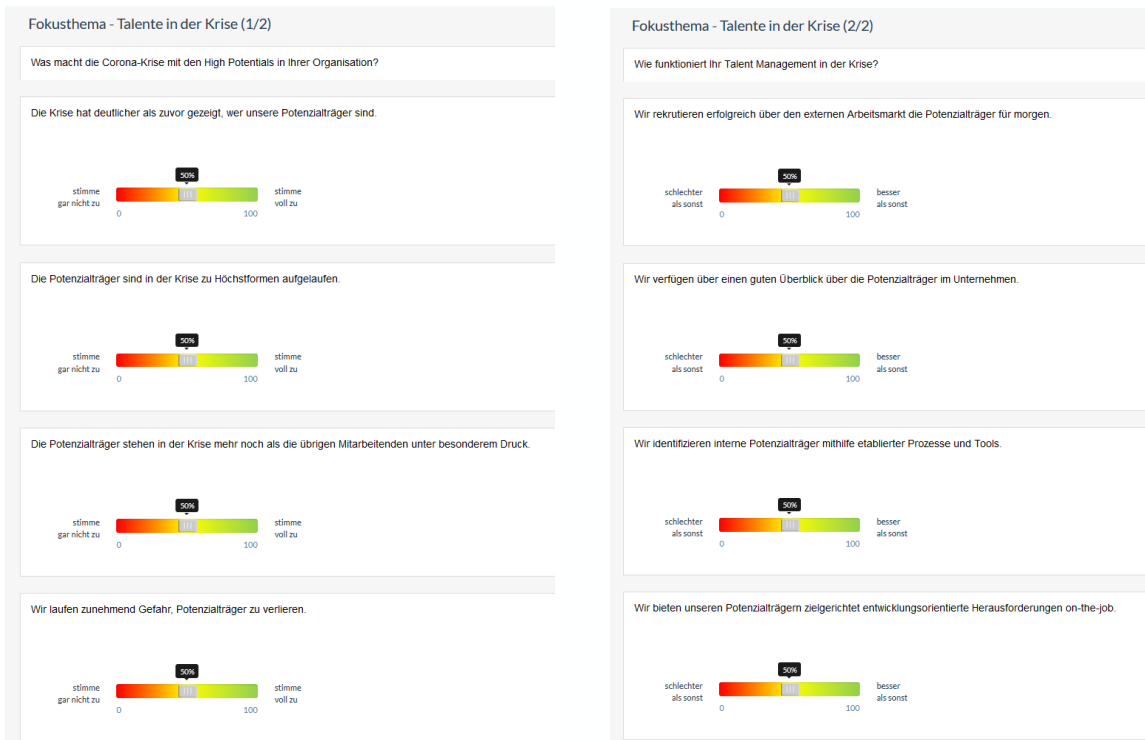 Fokusthema - Talente in der Krise (1/2)
Was macht die Corona-Krise mit den High Potentials in Ihrer Organisation?
Die Krise hat deutlicher als zuvor gezeigt, wer unsere Potenzialträger sind.
50%
stimme
gar nicht zu
stimme
voll zu
0
100
Die Potenzialträger sind in der Krise zu Höchstformen aufgelaufen.
50%
stimme
gar nicht zu
stimme
voll zu
0
100
Die Potenzialträger stehen in der Krise mehr noch als die übrigen Mitarbeitenden unter besonderem Druck.
50%
stimme
gar nicht zu
stimme
voll zu
0
100
Wir laufen zunehmend Gefahr, Potenzialträger zu verlieren.
50%
stimme
gar nicht zu
stimme
voll zu
0
100
Fokusthema - Talente in der Krise (2/2)
Wie funktioniert Ihr Talent Management in der Krise?
Wir rekrutieren erfolgreich über den externen Arbeitsmarkt die Potenzialträger für morgen.
50%
schlechter
als sonst
besser
als sonst
0
100
Wir verfügen über einen guten Überblick über die Potenzialträger im Unternehmen.
50%
schlechter
als sonst
besser
als sonst
0
100
Wir identifizieren interne Potenzialträger mithilfe etablierter Prozesse und Tools.
50%
schlechter
als sonst
besser
als sonst
0
100
Wir bieten unseren Potenzialträgern zielgerichtet entwicklungsorientierte Herausforderungen on-the-job.
50%
schlechter
als sonst
besser
als sonst
0
100